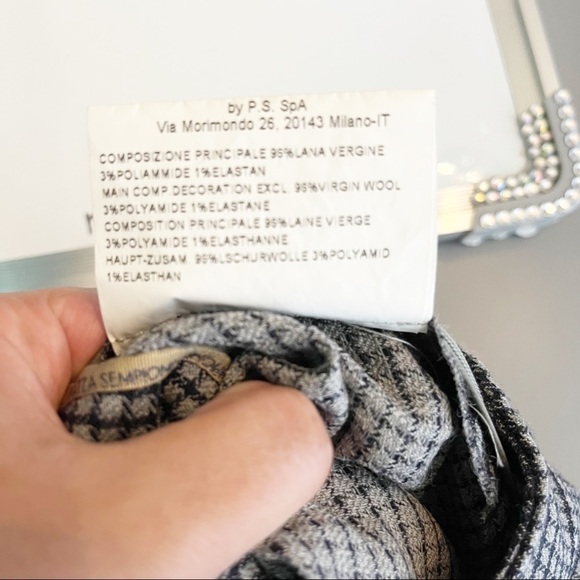 by P.S. SpA
Via Morimondo 26, 20143 Milano-IT
COMPOSIZIONE PRINCIPALE 96%LANA VERGINE
3%POLIAMMIDE 1%ELASTAN
MAIN COMP.DECORATION EXCL. 96%VIRGIN WOOL
3%POLYAMIDE 1%ELASTANE
COMPOSITION PRINCIPALE 96%LAINE VIERGE
3%POLYAMIDE 1%ELASTHANNE
HAUPT-ZUSAM. 96%LSCHURWOLLE 3%POLYAMID
1%ELASTHAN